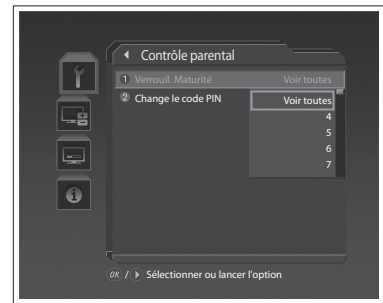 Contrôle parental
1 Verrouil. Maturité Voir toutes
2 Change le code PIN Voir toutes
4
5
6
7
OK / Sélectionner ou lancer l'option